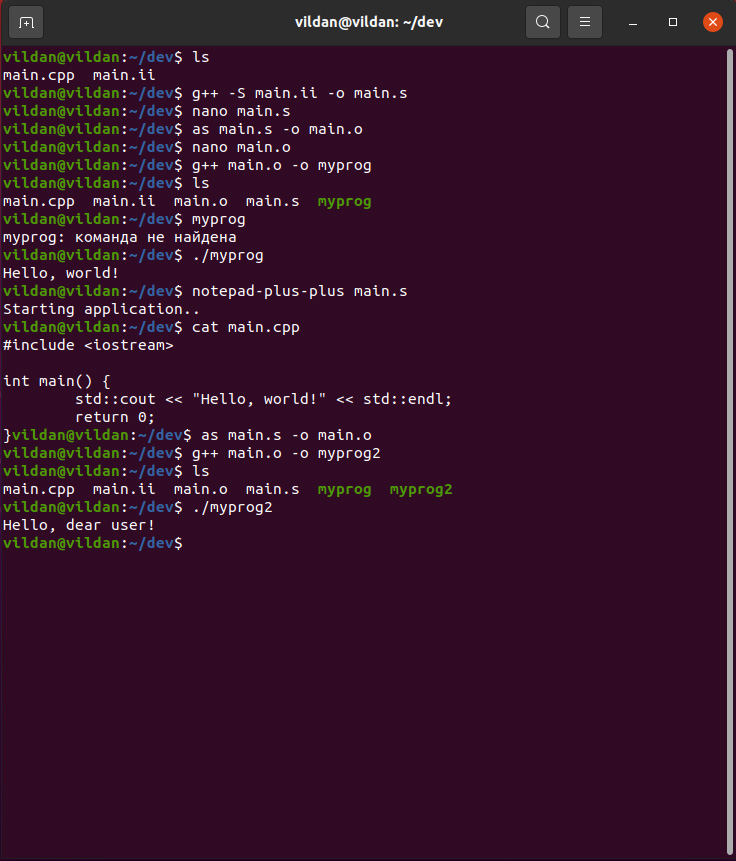 vildan@vildan: ~/dev
vildan@vildan:~/dev$ ls
main.cpp  main.ii
vildan@vildan:~/dev$ g++ -S main.ii -o main.s
vildan@vildan:~/dev$ nano main.s
vildan@vildan:~/dev$ as main.s -o main.o
vildan@vildan:~/dev$ nano main.o
vildan@vildan:~/dev$ g++ main.o -o myprog
vildan@vildan:~/dev$ ls
main.cpp  main.ii  main.o  main.s  myprog
vildan@vildan:~/dev$ myprog
myprog: команда не найдена
vildan@vildan:~/dev$ ./myprog
Hello, world!
vildan@vildan:~/dev$ notepad-plus-plus main.s
Starting application..
vildan@vildan:~/dev$ cat main.cpp
#include <iostream>

int main() {
        std::cout << "Hello, world!" << std::endl;
        return 0;
}vildan@vildan:~/dev$ as main.s -o main.o
vildan@vildan:~/dev$ g++ main.o -o myprog2
vildan@vildan:~/dev$ ls
main.cpp  main.ii  main.o  main.s  myprog  myprog2
vildan@vildan:~/dev$ ./myprog2
Hello, dear user!
vildan@vildan:~/dev$